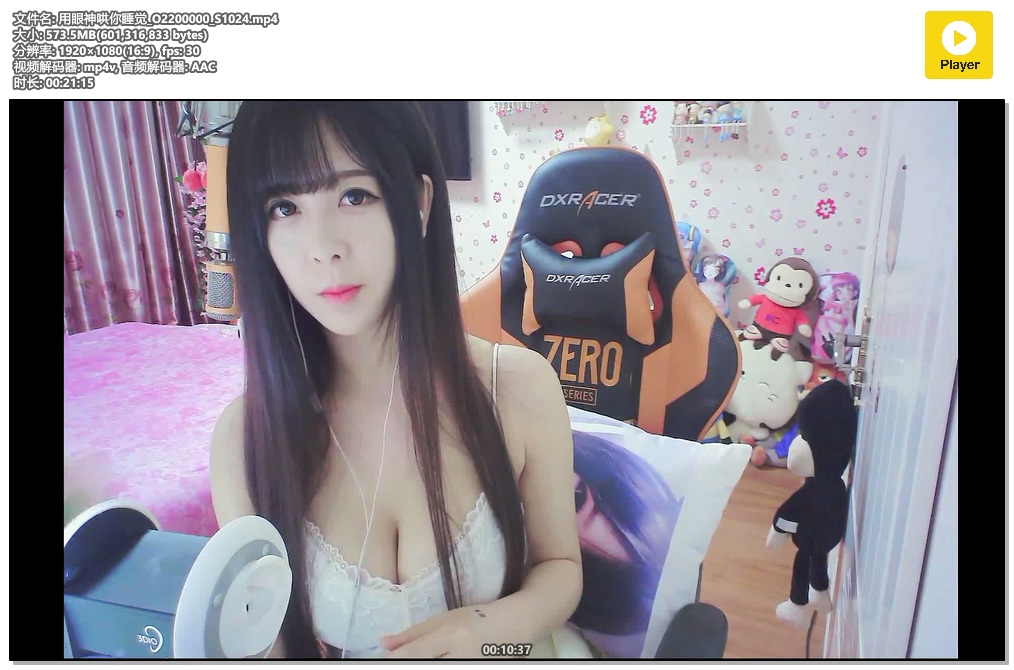 文件名: 用眼神哄你睡觉_O2200000_S1024.mp4
大小: 573.5MB(601,316,833 bytes)
分辨率: 1920×1080(16:9), fps: 30
视频解码器: mp4v, 音频解码器: AAC
时长: 00:21:15
Player
DXRACER®
DXRACER
ZERO
SERIES
00:10:37